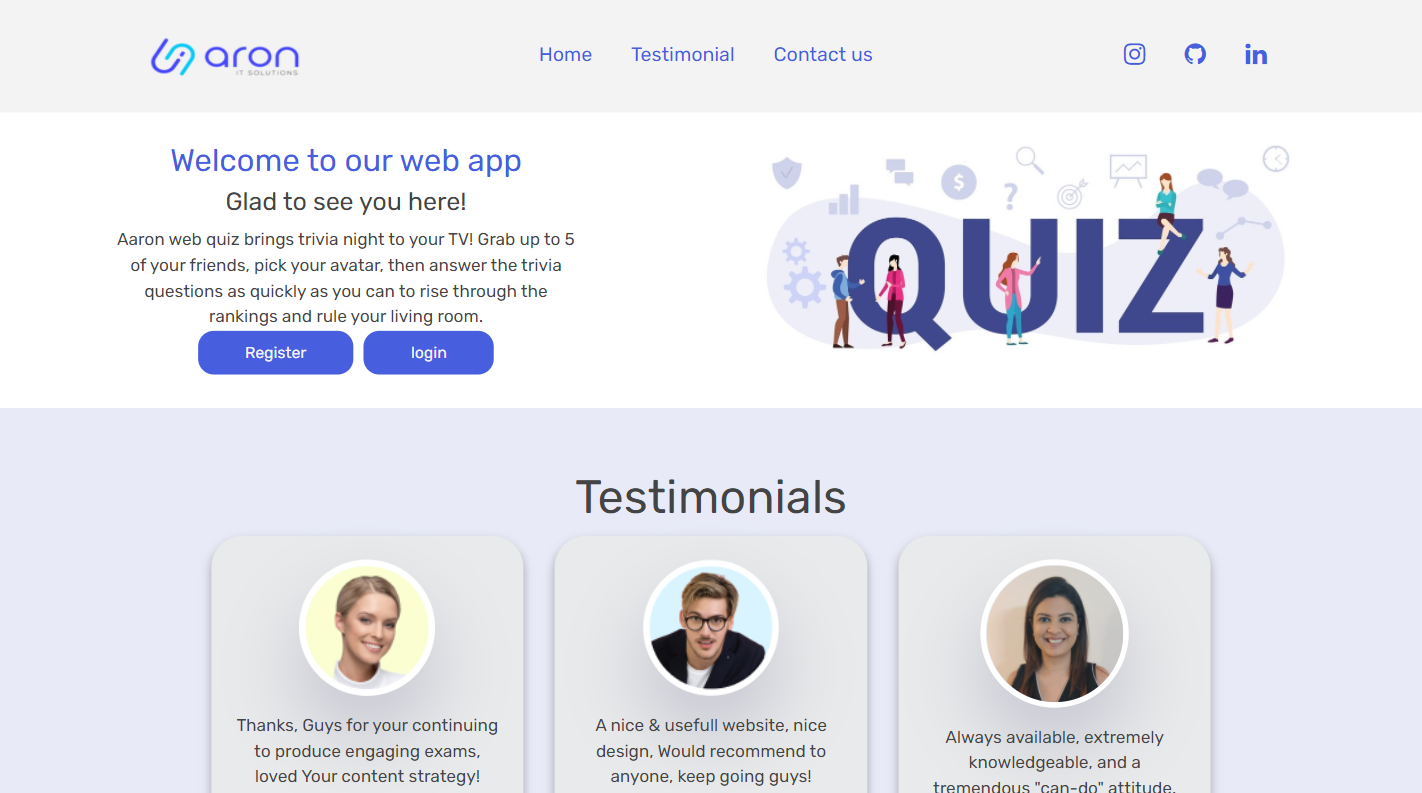 aron
IT SOLUTIONS
Home
Testimonial
Contact us
Welcome to our web app
Glad to see you here!
Aaron web quiz brings trivia night to your TV! Grab up to 5
of your friends, pick your avatar, then answer the trivia
questions as quickly as you can to rise through the
rankings and rule your living room.
Register
login
QUIZ
Testimonials
Thanks, Guys for your continuing
to produce engaging exams,
loved Your content strategy!
A nice & usefull website, nice
design, Would recommend to
anyone, keep going guys!
Always available, extremely
knowledgeable, and a
tremendous "can-do" attitude.